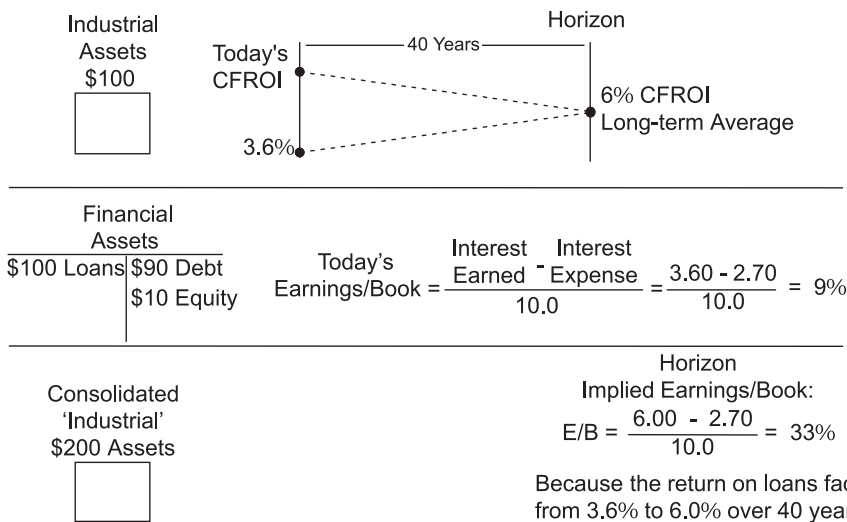 Industrial
Assets
$100
Today's
CFROI
3.6%
40 Years
Horizon
6% CFROI
Long-term Average
Financial
Assets
$100 Loans $90 Debt
$10 Equity
Today's
Earnings/Book = Interest Earned - Interest Expense / 10.0 = 3.60 - 2.70 / 10.0 = 9%
Consolidated
'Industrial'
$200 Assets
Horizon
Implied Earnings/Book:
E/B = 6.00 - 2.70 / 10.0 = 33%
Because the return on loans
from 3.6% to 6.0% over 40